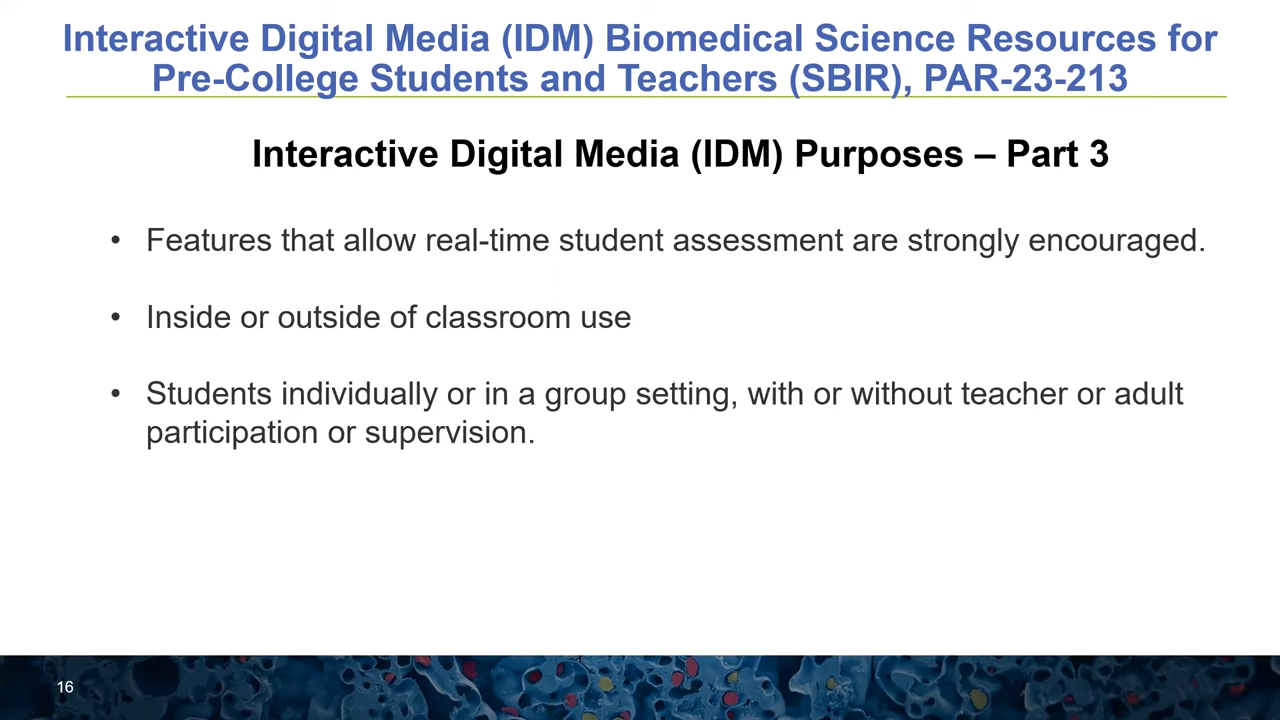 Interactive Digital Media (IDM) Biomedical Science Resources for
Pre-College Students and Teachers (SBIR), PAR-23-213
Interactive Digital Media (IDM) Purposes – Part 3
• Features that allow real-time student assessment are strongly encouraged.
• Inside or outside of classroom use
• Students individually or in a group setting, with or without teacher or adult
participation or supervision.
16